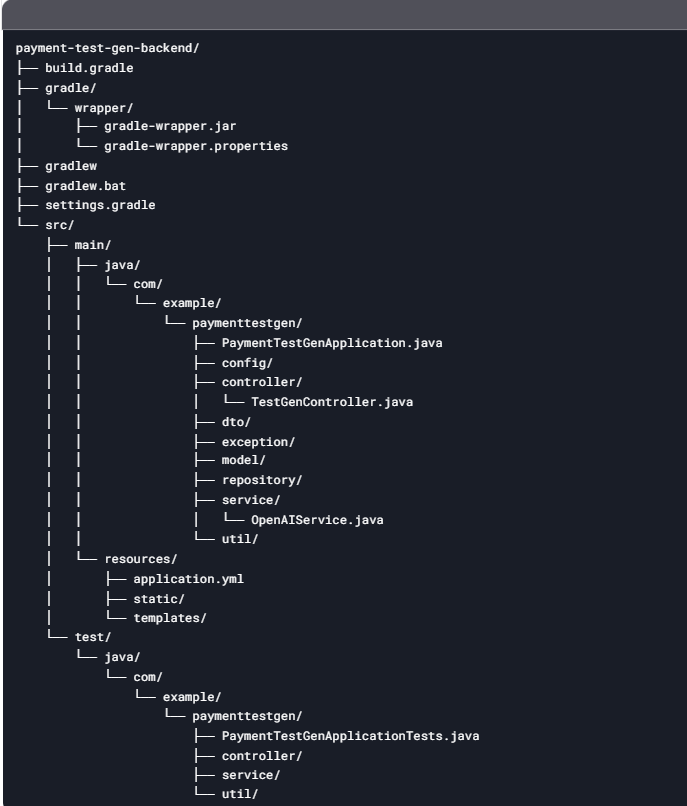 payment-test-gen-backend/
├── build.gradle
├── gradle/
│   └── wrapper/
│       ├── gradle-wrapper.jar
│       └── gradle-wrapper.properties
├── gradlew
├── gradlew.bat
├── settings.gradle
└── src/
    ├── main/
    │   ├── java/
    │   │   └── com/
    │   │       └── example/
    │   │           └── paymenttestgen/
    │   │               ├── PaymentTestGenApplication.java
    │   │               ├── config/
    │   │               ├── controller/
    │   │               │   └── TestGenController.java
    │   │               ├── dto/
    │   │               ├── exception/
    │   │               ├── model/
    │   │               ├── repository/
    │   │               ├── service/
    │   │               │   └── OpenAIService.java
    │   │               └── util/
    │   └── resources/
    │       ├── application.yml
    │       ├── static/
    │       └── templates/
    └── test/
        └── java/
            └── com/
                └── example/
                    └── paymenttestgen/
                        ├── PaymentTestGenApplicationTests.java
                        ├── controller/
                        ├── service/
                        └── util/